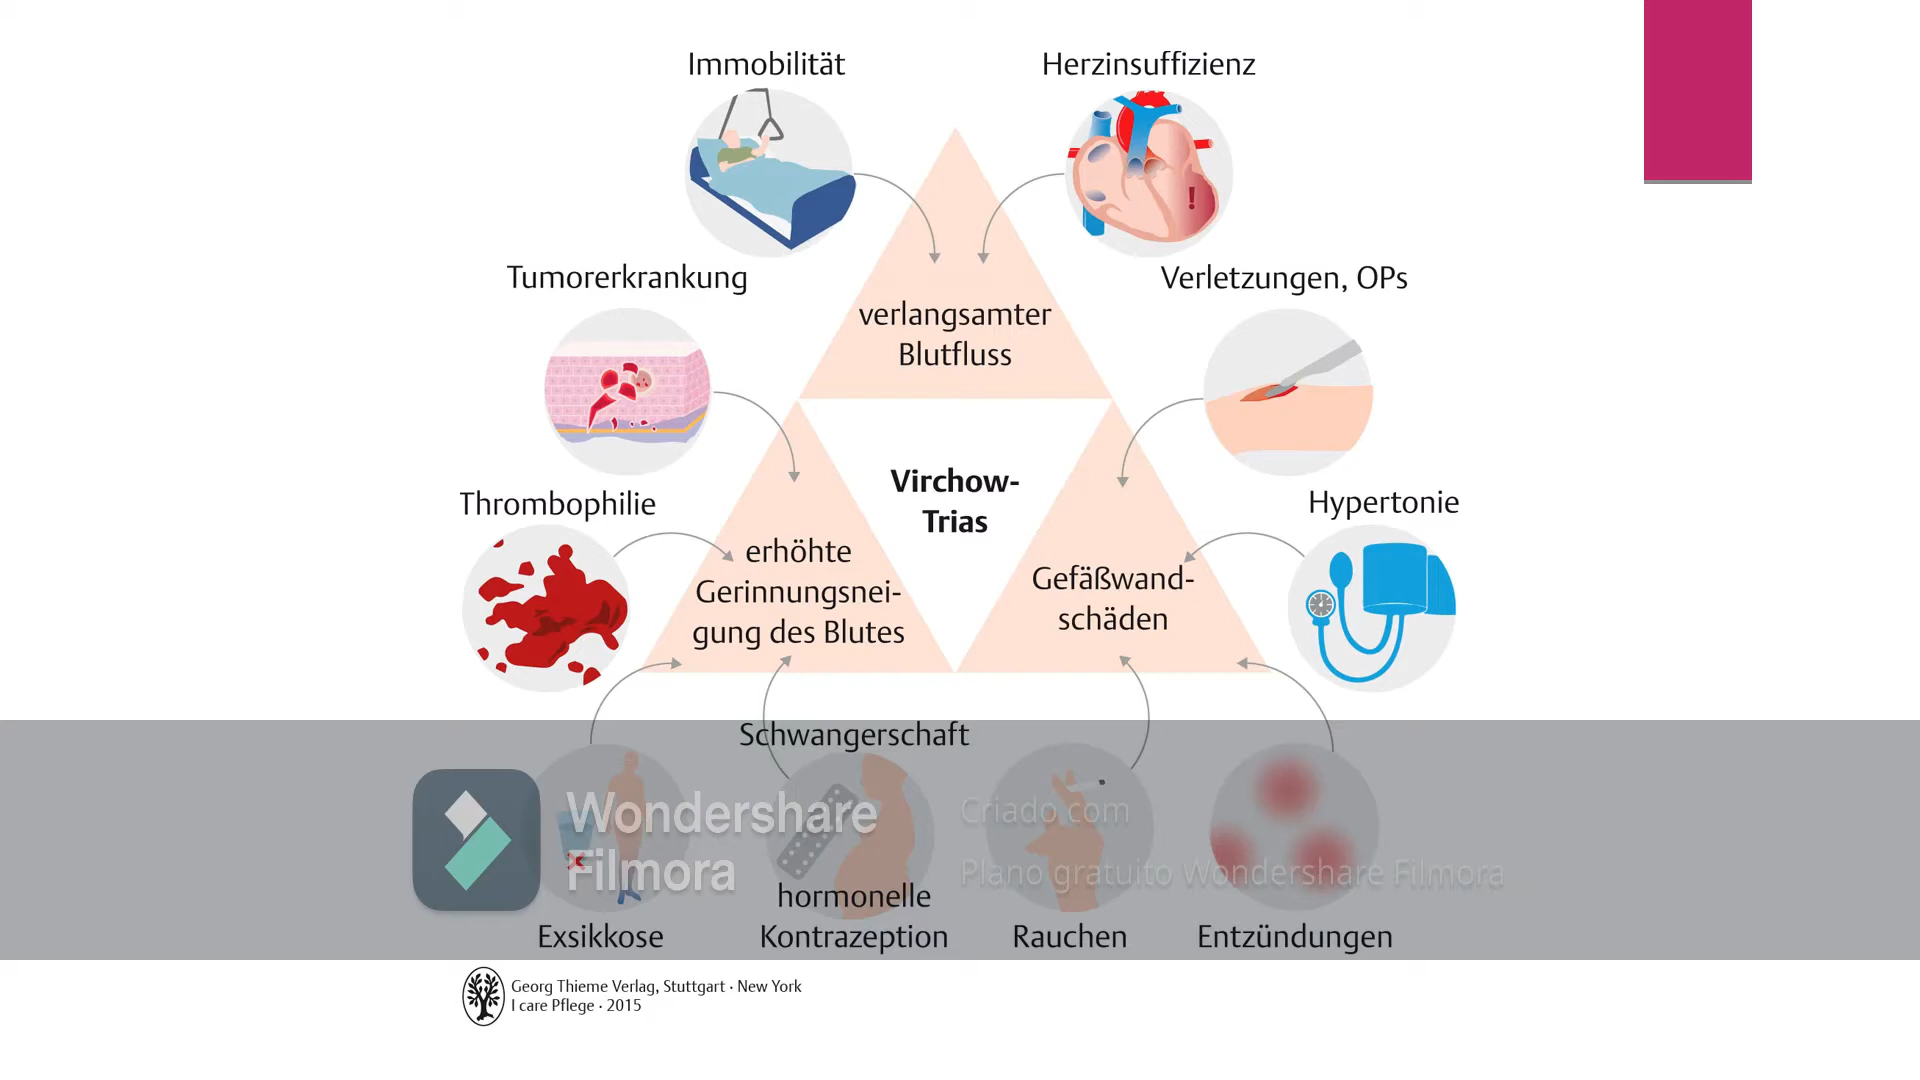 Immobilität
Herzinsuffizienz
Tumorerkrankung
Verletzungen, OPs
verlangsamter
Blutfluss
Thrombophilie
Virchow-
Trias
Hypertonie
erhöhte
Gerinnungsnei-
gung des Blutes
Gefäßwand-
schäden
Schwangerschaft
Wondershare
Filmora
Criado com
Plano gratuito Wondershare Filmora
hormonelle
Exsikkose
Kontrazeption
Rauchen
Entzündungen
Georg Thieme Verlag, Stuttgart · New York
I care Pflege · 2015